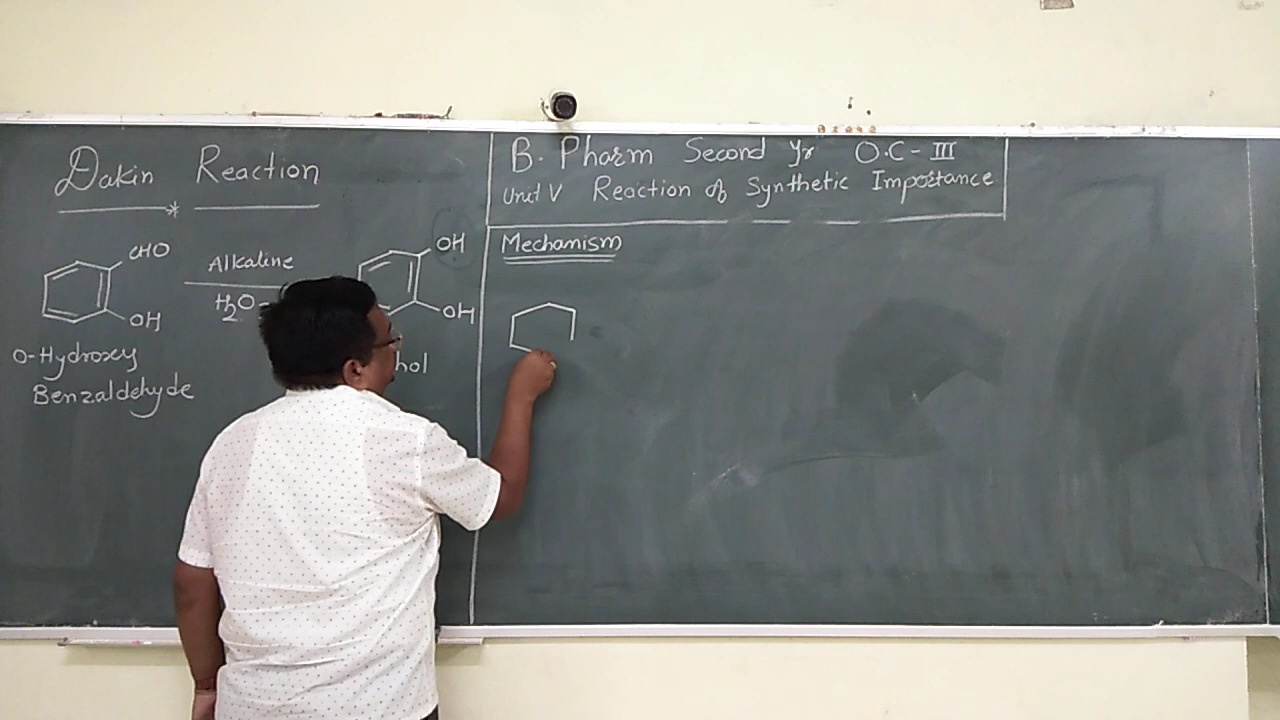 Dakin Reaction
CHO
OH
Alkaline
H2O
OH
OH
O-Hydroxy
Benzaldehyde
hol
B. Pharm Second Yr O.C-III
Unit V Reaction of Synthetic Importance
Mechanism